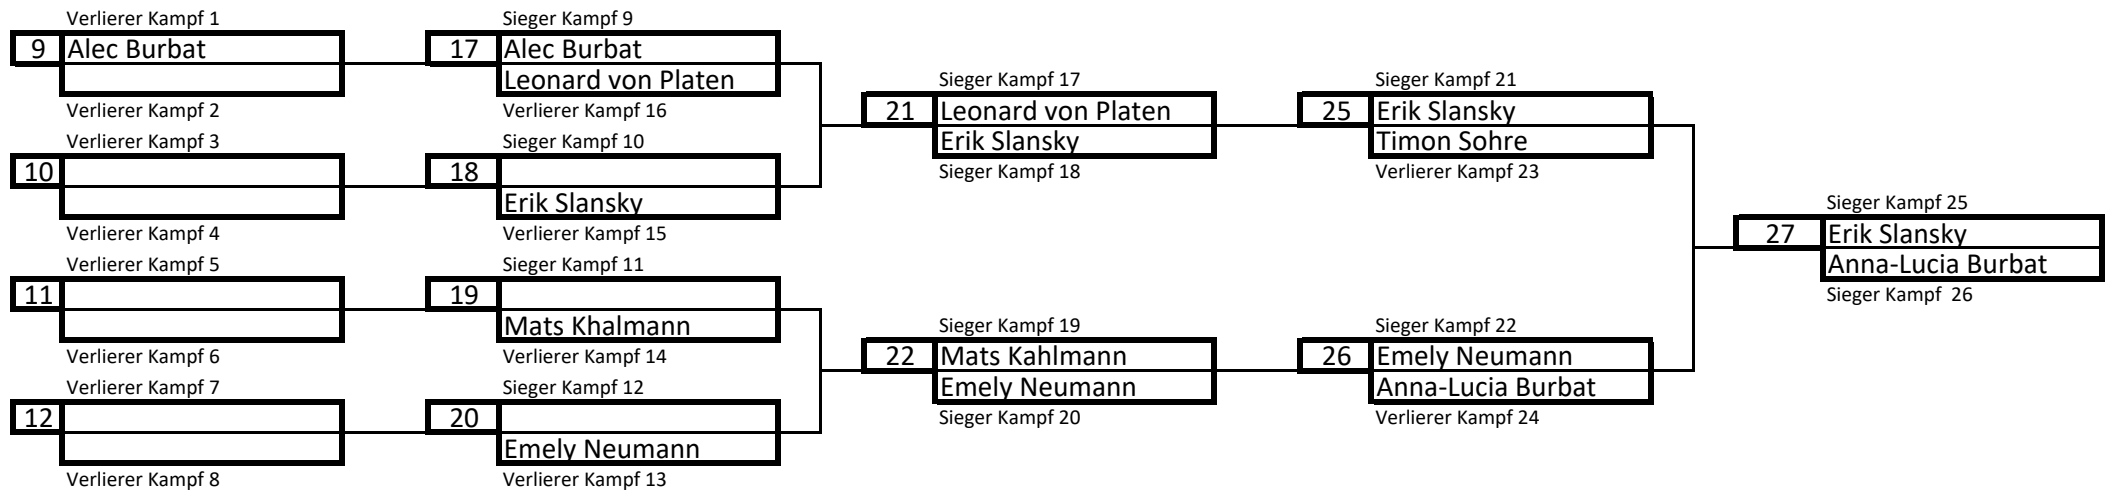 Verlierer Kampf 1
9 Alec Burbat
Verlierer Kampf 2
Verlierer Kampf 3
10
Verlierer Kampf 4
Verlierer Kampf 5
11
Verlierer Kampf 6
Verlierer Kampf 7
12
Verlierer Kampf 8
Sieger Kampf 9
17 Alec Burbat
Leonard von Platen
Verlierer Kampf 16
Sieger Kampf 10
18
Erik Slansky
Verlierer Kampf 15
Sieger Kampf 11
19
Mats Khalmann
Verlierer Kampf 14
Sieger Kampf 12
20
Emely Neumann
Verlierer Kampf 13
Sieger Kampf 17
21 Leonard von Platen
Erik Slansky
Sieger Kampf 18
Sieger Kampf 19
22 Mats Kahlmann
Emely Neumann
Sieger Kampf 20
Sieger Kampf 21
25 Erik Slansky
Timon Sohre
Verlierer Kampf 23
Sieger Kampf 22
26 Emely Neumann
Anna-Lucia Burbat
Verlierer Kampf 24
Sieger Kampf 25
27 Erik Slansky
Anna-Lucia Burbat
Sieger Kampf 26